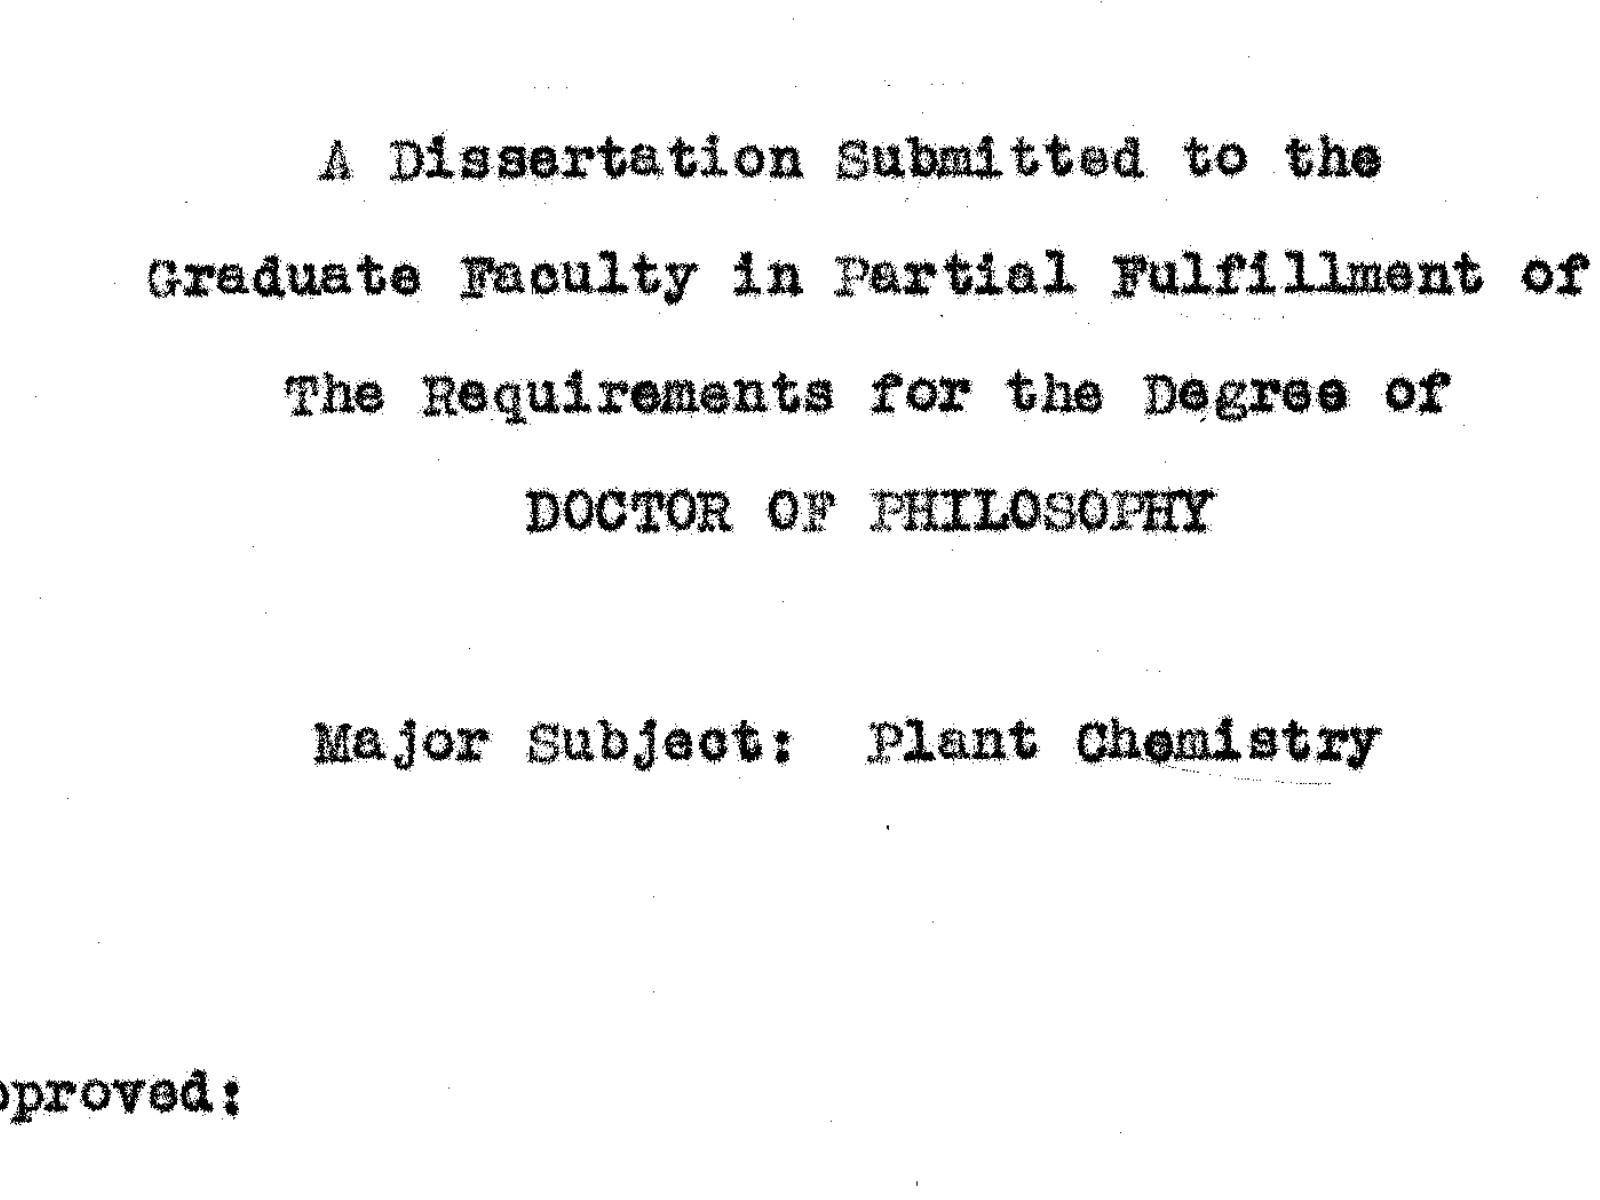 A Dissertation Submitted to the
Graduate Faculty in Partial Fulfillment of
The Requirements for the Degree of
DOCTOR OF PHILOSOPHY
Major Subject: Plant Chemistry
pproved: